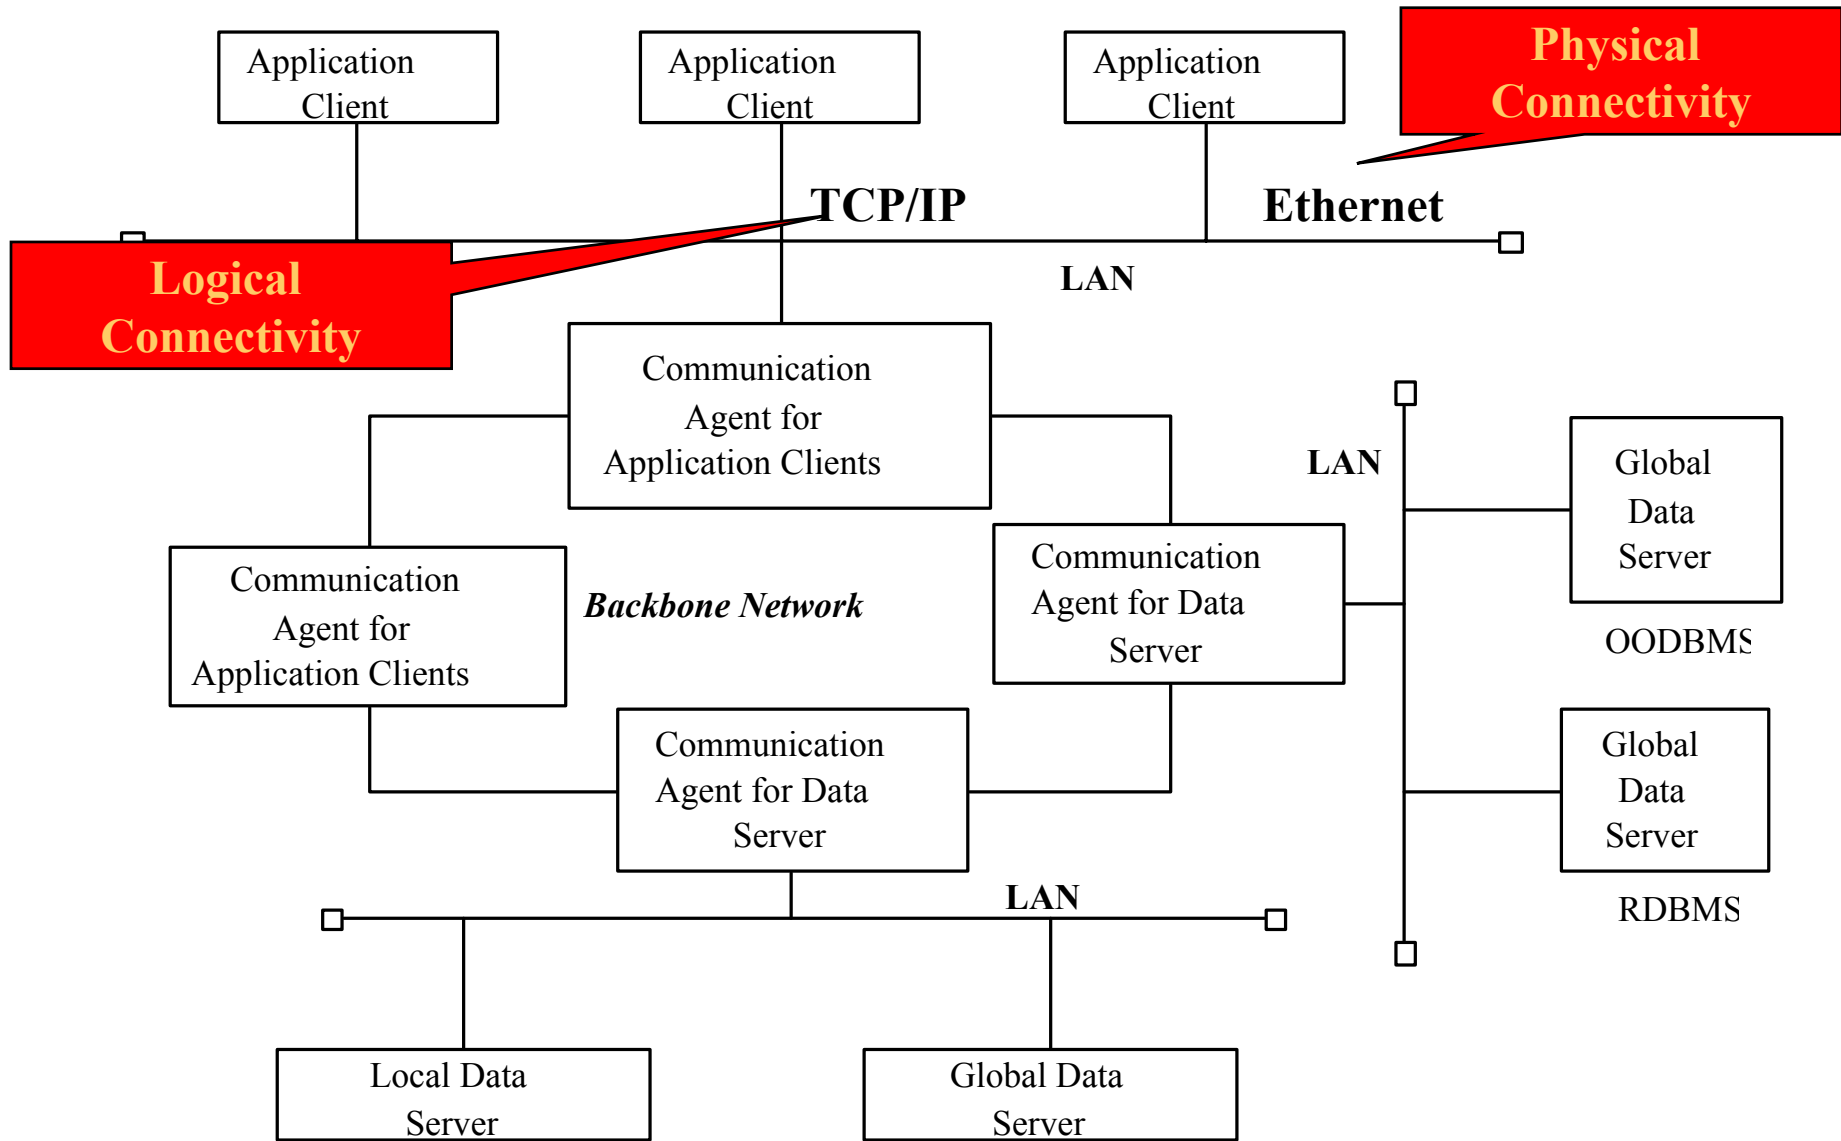 Application
Client
Application
Client
Application
Client
Physical
Connectivity
TCP/IP
Ethernet
LAN
Logical
Connectivity
Communication
Agent for
Application Clients
LAN
Global
Data
Server
OODBMS
Communication
Agent for
Application Clients
Backbone Network
Communication
Agent for Data
Server
Communication
Agent for Data
Server
Global
Data
Server
RDBMS
LAN
Local Data
Server
Global Data
Server